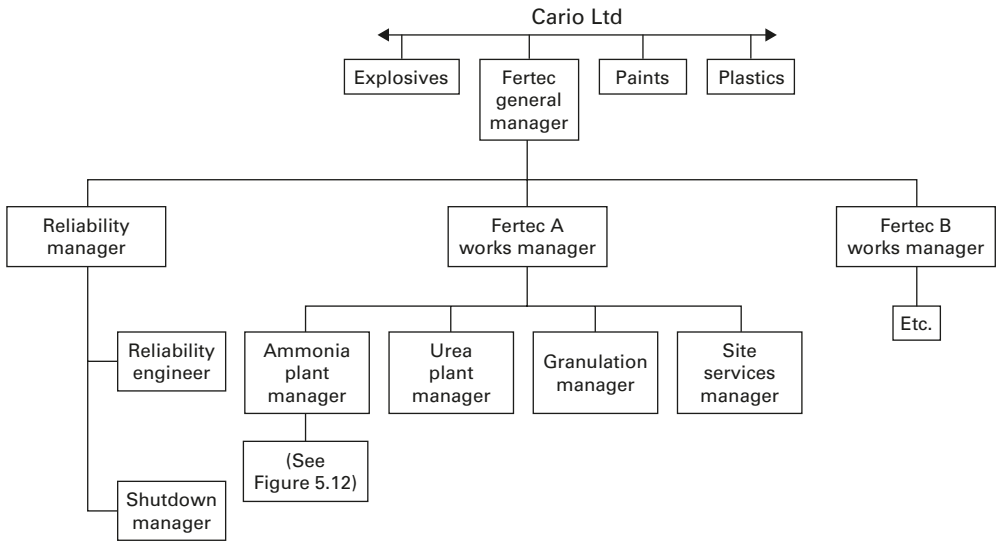 Cario Ltd
Explosives
Fertec
general
manager
Paints
Plastics
Reliability
manager
Fertec A
works manager
Fertec B
works manager
Etc.
Reliability
engineer
Ammonia
plant
manager
Urea
plant
manager
Granulation
manager
Site
services
manager
(See
Figure 5.12)
Shutdown
manager